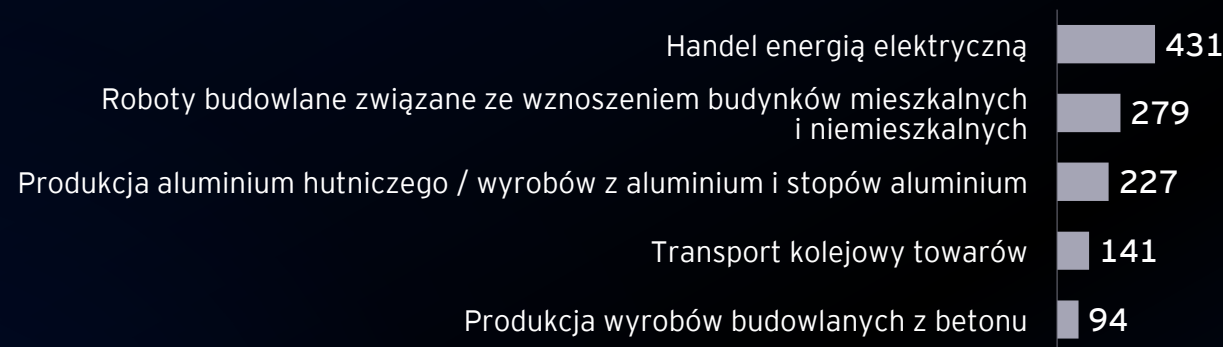 Handel energią elektryczną 431
Roboty budowlane związane ze wznoszeniem budynków mieszkalnych
i niemieszkalnych 279
Produkcja aluminium hutniczego / wyrobów z aluminium i stopów aluminium 227
Transport kolejowy towarów 141
Produkcja wyrobów budowlanych z betonu 94